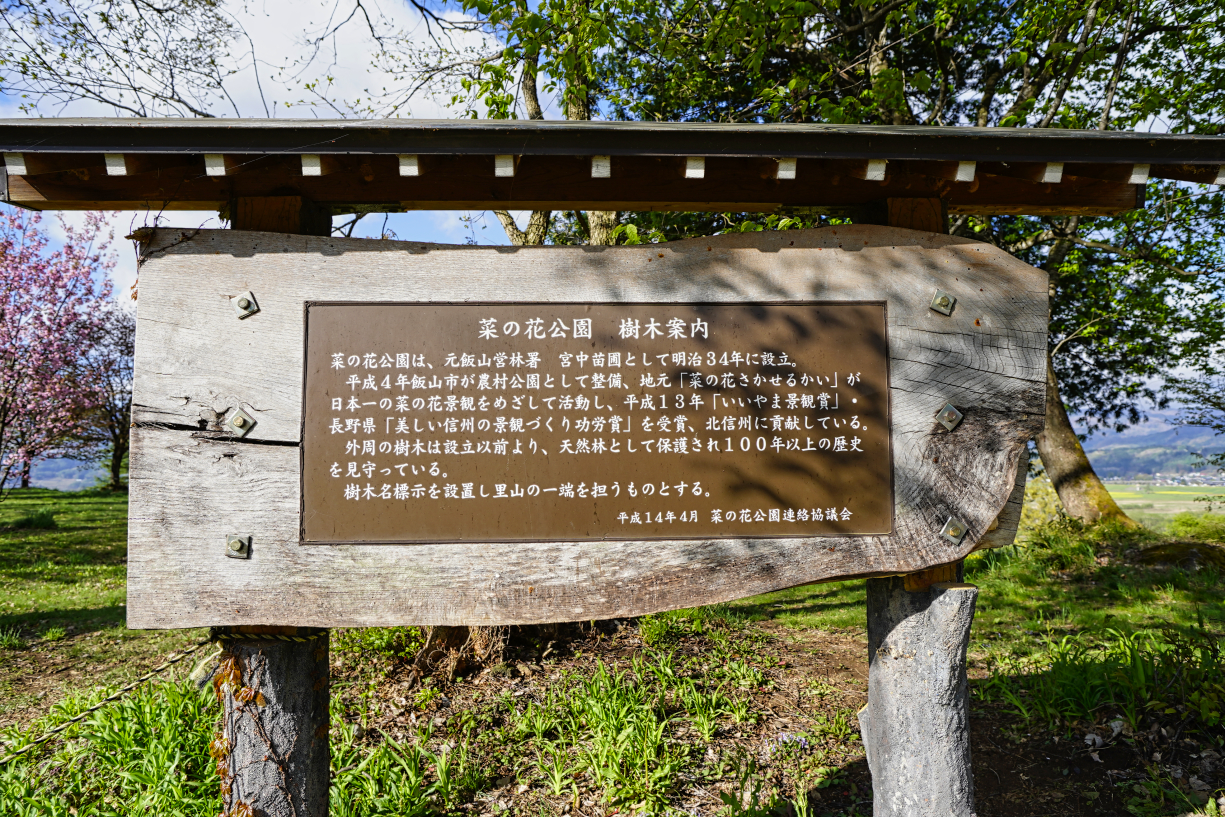 菜の花公園　樹木案内
菜の花公園は、元飯山営林署　宮中苗圃として明治34年に設立。
　平成4年飯山市が農村公園として整備、地元「菜の花さかせるかい」が
日本一の菜の花景観をめざして活動し、平成13年「いいやま景観賞」・
長野県「美しい信州の景観づくり功労賞」を受賞、北信州に貢献している。
　外周の樹木は設立以前より、天然林として保護され100年以上の歴史
を見守っている。
　樹木名標示を設置し里山の一端を担うものとする。
平成14年4月　菜の花公園連絡協議会